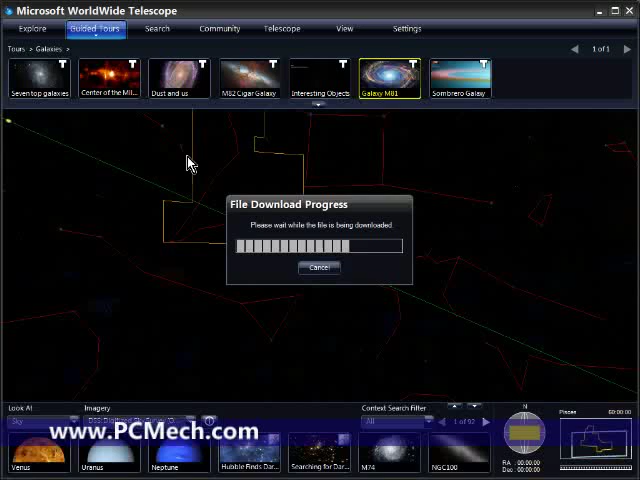 Microsoft WorldWide Telescope
Explore Guided Tours Search Community Telescope View Settings
Tours > Galaxies > 1 of 1
Seven top galaxies Center of the Mil... Dust and us M82 Cigar Galaxy Interesting Objects Galaxy M81 Sombrero Galaxy
File Download Progress
Please wait while the file is being downloaded.
Cancel
Look At Imagery Context Search Filter N Pisces 60:00:00
Sky All 1 of 92
www.PCMech.com
Venus Uranus Neptune Hubble Finds Dar... Searching for Dar... M74 NGC100
RA : 00:00:00
Dec : 00:00:00